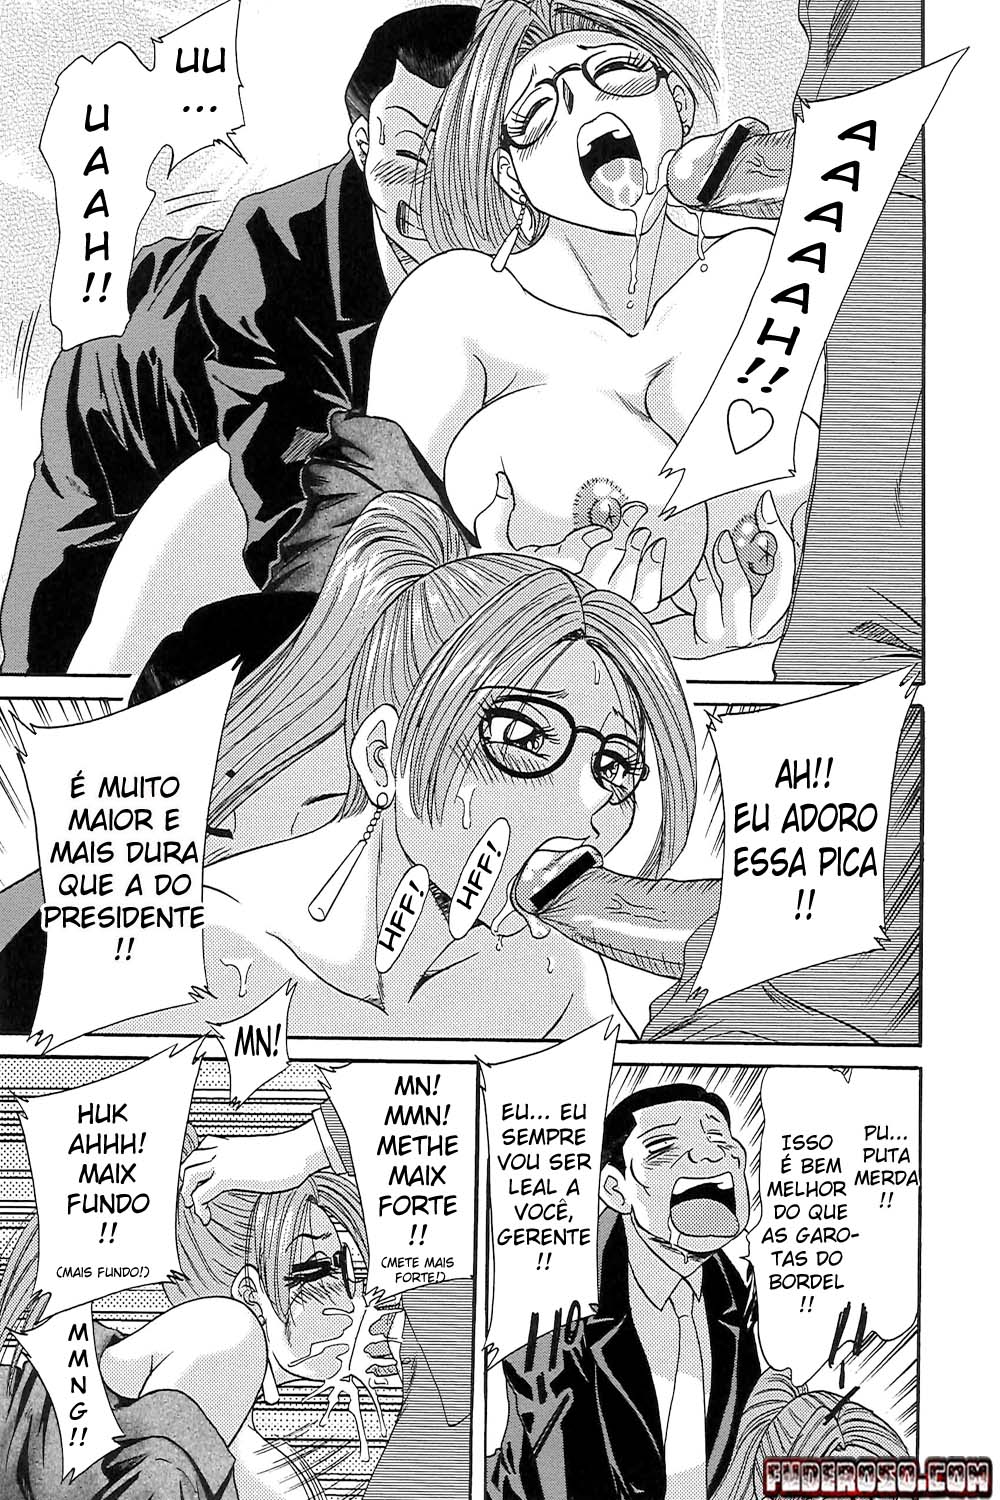 AAAAAAH!!
UU
...
UAAH!!
AH!!
EU ADORO
ESSA PICA
!!
É MUITO
MAIOR E
MAIS DURA
QUE A DO
PRESIDENTE
!!
HFF!
HFF!
PU...
PUTA
MERDA
!!
ISSO
É BEM
MELHOR
DO QUE
AS GARO-
TAS DO
BORDEL
!!
EU... EU
SEMPRE
VOU SER
LEAL A
VOCÊ,
GERENTE
!!
MN!
MN!
MMN!
METHE
MAIX
FORTE
!!
(METE MAIS
FORTE!)
HUK
AHHH!
MAIX
FUNDO
!!
(MAIS FUNDO!)
MMNG!!
FUDEROSO.COM